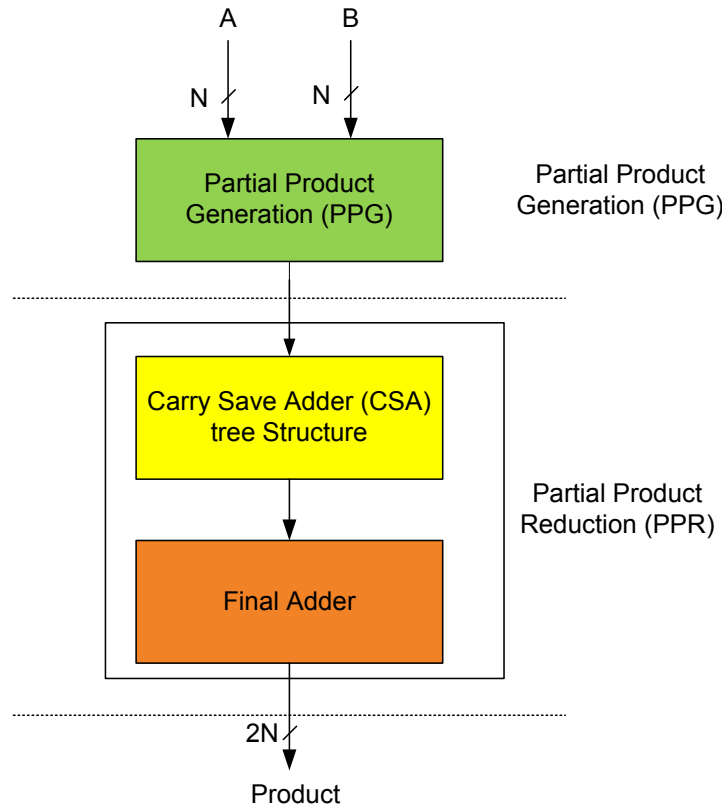 A
B
N
N
Partial Product
Generation (PPG)
Partial Product
Generation (PPG)
Carry Save Adder (CSA)
tree Structure
Partial Product
Reduction (PPR)
Final Adder
2N
Product